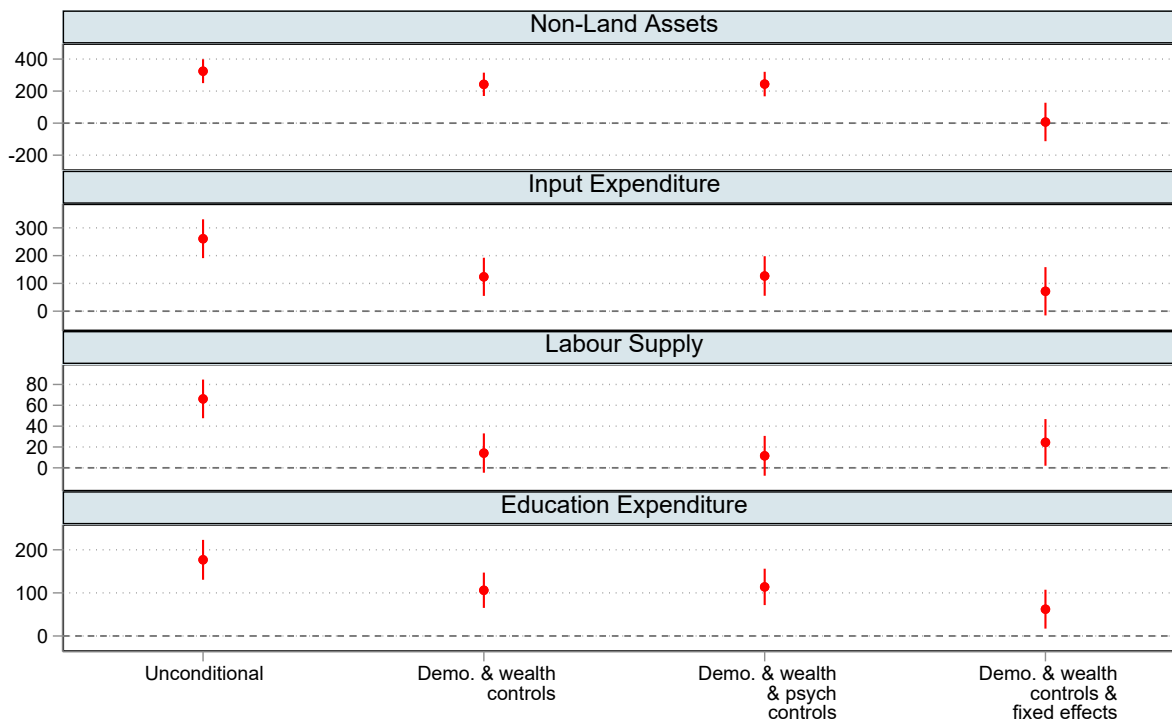 Non-Land Assets
400
200
0
-200
Input Expenditure
300
200
100
0
Labour Supply
80
60
40
20
0
Education Expenditure
200
100
0
Unconditional
Demo. & wealth
controls
Demo. & wealth
& psych
controls
Demo. & wealth
controls &
fixed effects